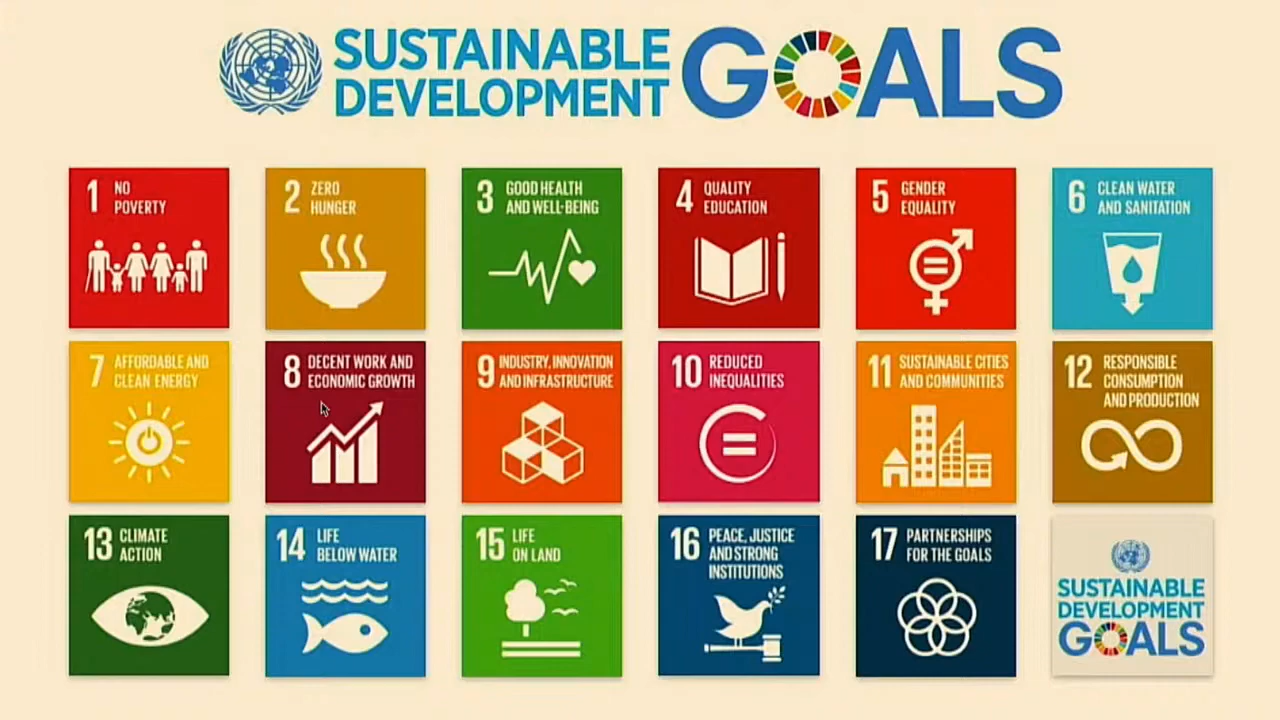 SUSTAINABLE
DEVELOPMENT
GOALS
1 NO
POVERTY
2 ZERO
HUNGER
3 GOOD HEALTH
AND WELL-BEING
4 QUALITY
EDUCATION
5 GENDER
EQUALITY
6 CLEAN WATER
AND SANITATION
7 AFFORDABLE AND
CLEAN ENERGY
8 DECENT WORK AND
ECONOMIC GROWTH
9 INDUSTRY, INNOVATION
AND INFRASTRUCTURE
10 REDUCED
INEQUALITIES
11 SUSTAINABLE CITIES
AND COMMUNITIES
12 RESPONSIBLE
CONSUMPTION
AND PRODUCTION
13 CLIMATE
ACTION
14 LIFE
BELOW WATER
15 LIFE
ON LAND
16 PEACE, JUSTICE
AND STRONG
INSTITUTIONS
17 PARTNERSHIPS
FOR THE GOALS
SUSTAINABLE
DEVELOPMENT
GOALS